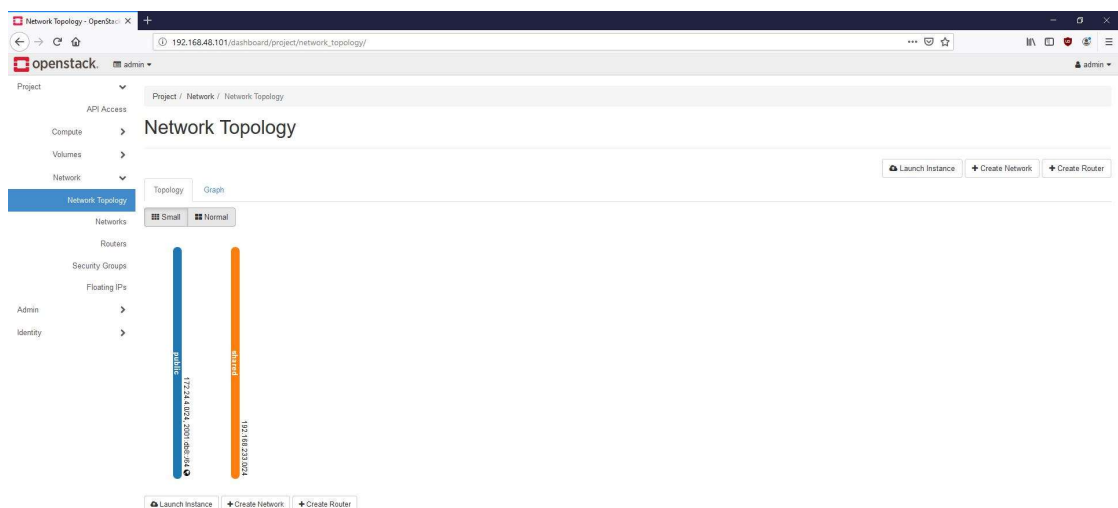 Network Topology - OpenStac
192.168.48.101/dashboard/project/network_topology/
openstack. admin
admin
Project
API Access
Compute
Volumes
Network
Network Topology
Networks
Routers
Security Groups
Floating IPs
Admin
Identity
Project / Network / Network Topology
Network Topology
Launch Instance + Create Network + Create Router
Topology Graph
Small Normal
public
172.24.4.0/24, 2001:db8::/64
shared
192.168.233.0/24
Launch Instance + Create Network + Create Router